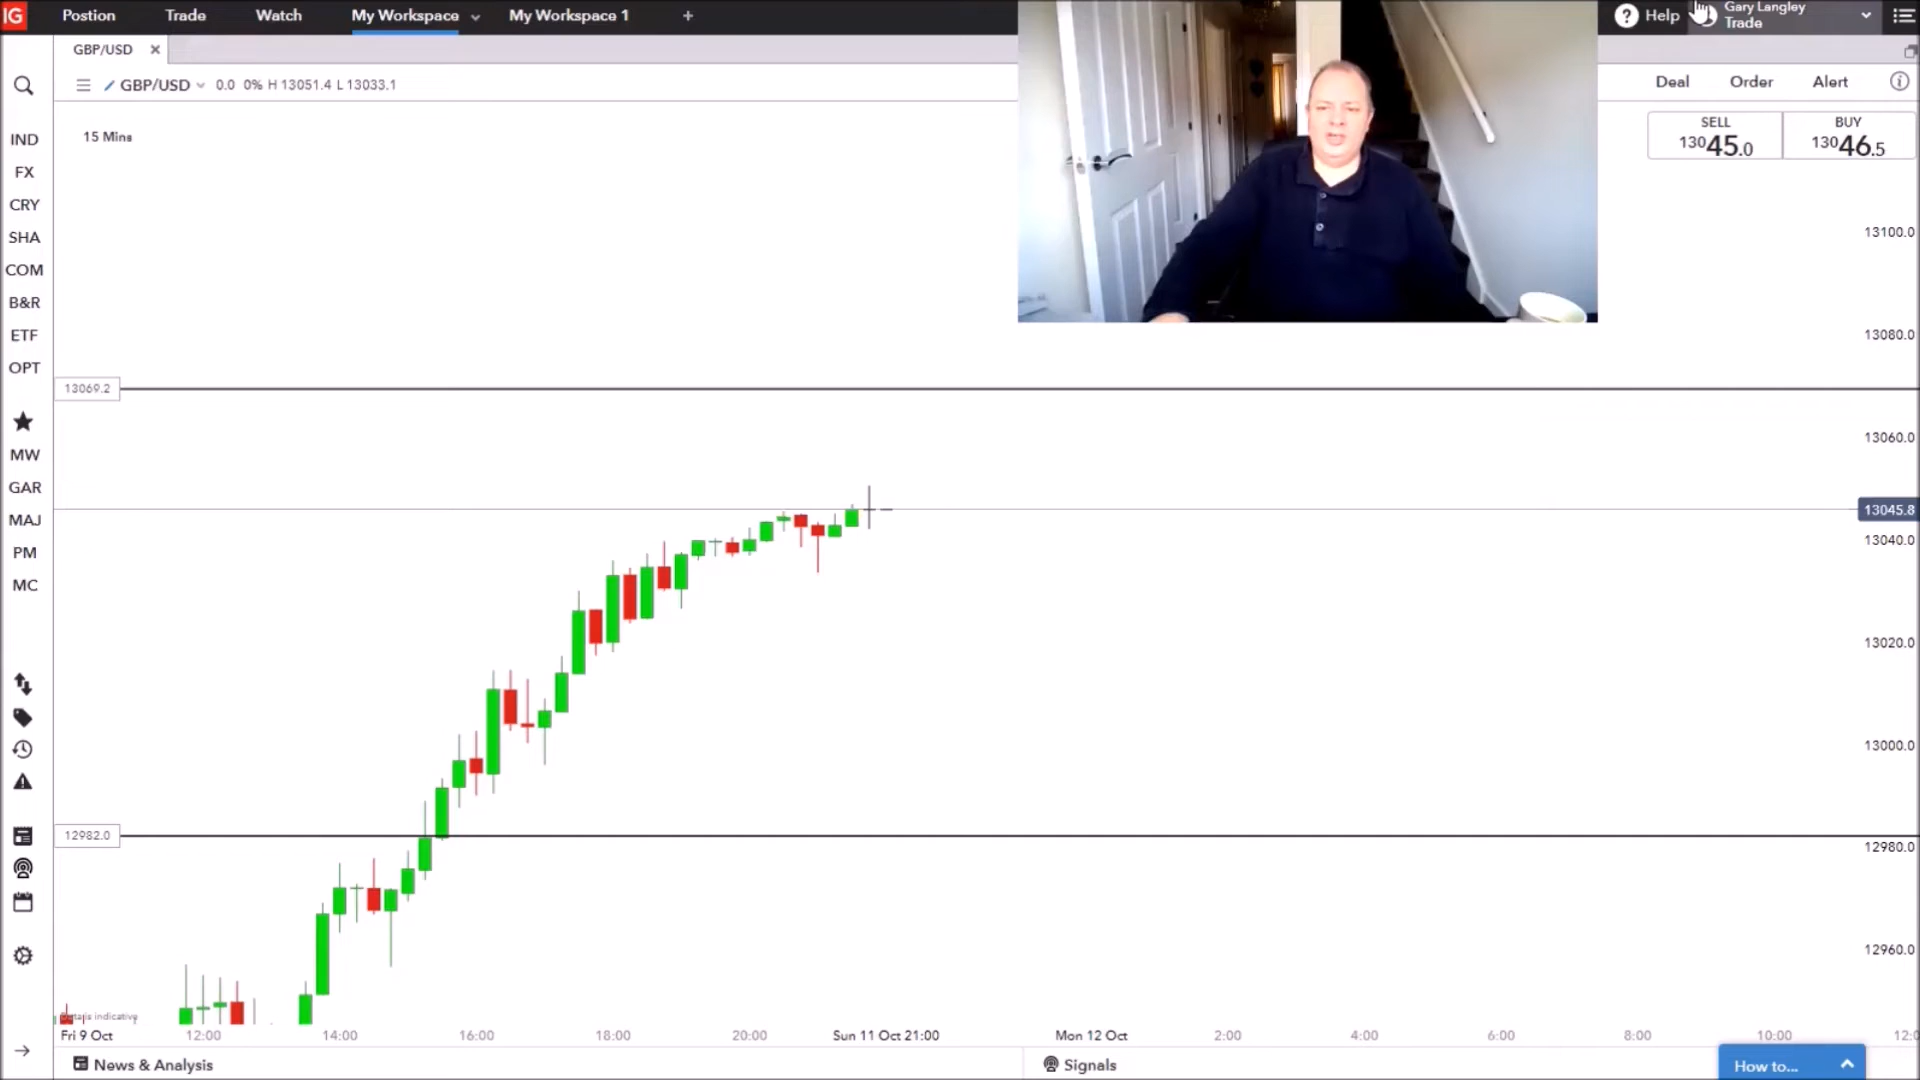 IG Postion Trade Watch My Workspace My Workspace 1 + ? Help Gary Langley
Trade
GBP/USD ×
GBP/USD 0.0 0% H 13051.4 L 13033.1 Deal Order Alert i
15 Mins
SELL BUY
13045.0 13046.5
IND
FX
CRY
SHA
COM
B&R
ETF
OPT
MW
GAR
MAJ
PM
MC
13100.0
13080.0
13069.2
13060.0
13045.8
13040.0
13020.0
13000.0
12982.0
12980.0
12960.0
indicative
Fri 9 Oct 12:00 14:00 16:00 18:00 20:00 Sun 11 Oct 21:00 Mon 12 Oct 2:00 4:00 6:00 8:00 10:00 12:0
News & Analysis Signals How to...